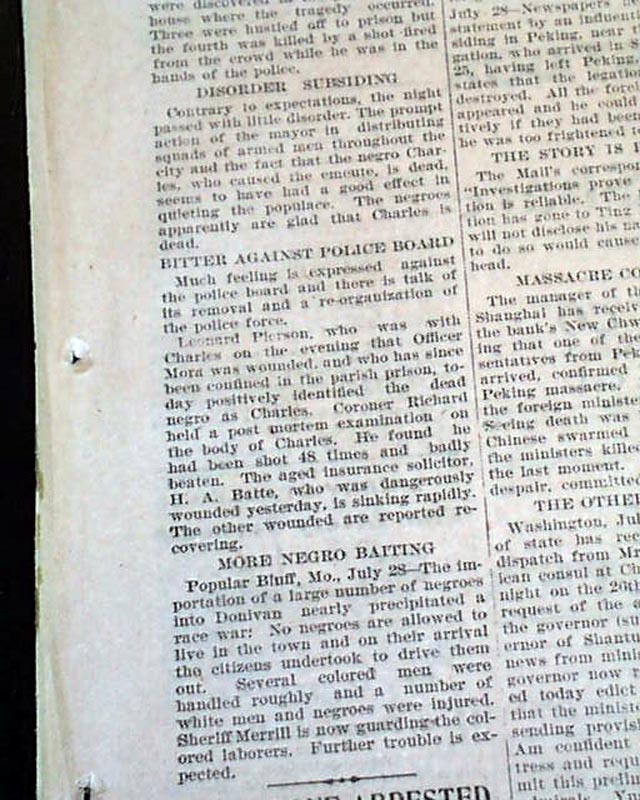 were discovered in
house where the tragedy occurred.
Three were hustled off to prison but
the fourth was killed by a shot fired
from the crowd while he was in the
hands of the police.
DISORDER SUBSIDING
Contrary to expectations, the night
passed with little disorder. The prompt
action of the mayor in distributing
squads of armed men throughout the
city and the fact that the negro Char-
les, who caused the emeute, is dead,
seems to have had a good effect in
quieting the populace. The negroes
apparently are glad that Charles is
dead.
BITTER AGAINST POLICE BOARD
Much feeling is expressed against
the police board and there is talk of
its removal and a re-organization of
the police force.
Leonard Pierson, who was with
Charles on the evening that Officer
Mora was wounded, and who has since
been confined in the parish prison, to-
day positively identified the dead
negro as Charles. Coroner Richard
held a post mortem examination on
the body of Charles. He found he
had been shot 48 times and badly
beaten. The aged insurance solicitor,
H. A. Batte, who was dangerously
wounded yesterday, is sinking rapidly.
The other wounded are reported re-
covering.
MORE NEGRO BAITING
Popular Bluff, Mo., July 28—The im-
portation of a large number of negroes
into Donivan nearly precipitated a
race war: No negroes are allowed to
live in the town and on their arrival
the citizens undertook to drive them
out. Several colored men were
handled roughly and a number of
white men and negroes were injured.
Sheriff Merrill is now guarding the col-
ored laborers. Further trouble is ex-
pected.
ARRESTED
July 28—Newspapers
statement by an influen
siding in Peking, near
gation, who arrived in
25, having left Peking,
states that the legatio
destroyed. All the forei
appeared and he could
tively if they had been
he was too frightened
THE STORY IS
The Mail's correspon
"Investigations prove
tion is reliable. The
tion has gone to Ting
will not disclose his na
to do so would cause
head.
MASSACRE CO
The manager of th
Shanghai has receiv
the bank's New Chw
ing that one of the
sentatives from Pek
arrived, confirmed
Peking massacre.
the foreign ministe
Seeing death was
Chinese swarmed
the ministers killed
the last moment.
despair, committed
THE OTHE
Washington, Ju
of state has rec
dispatch from Mr
ican consul at Ch
night on the 26th
request of the a
the governor (su
ernor of Shantu
news from minis
governor now
ed today edict
that the minist
sending provisi
Am confident
tress and requ
mit this prelim